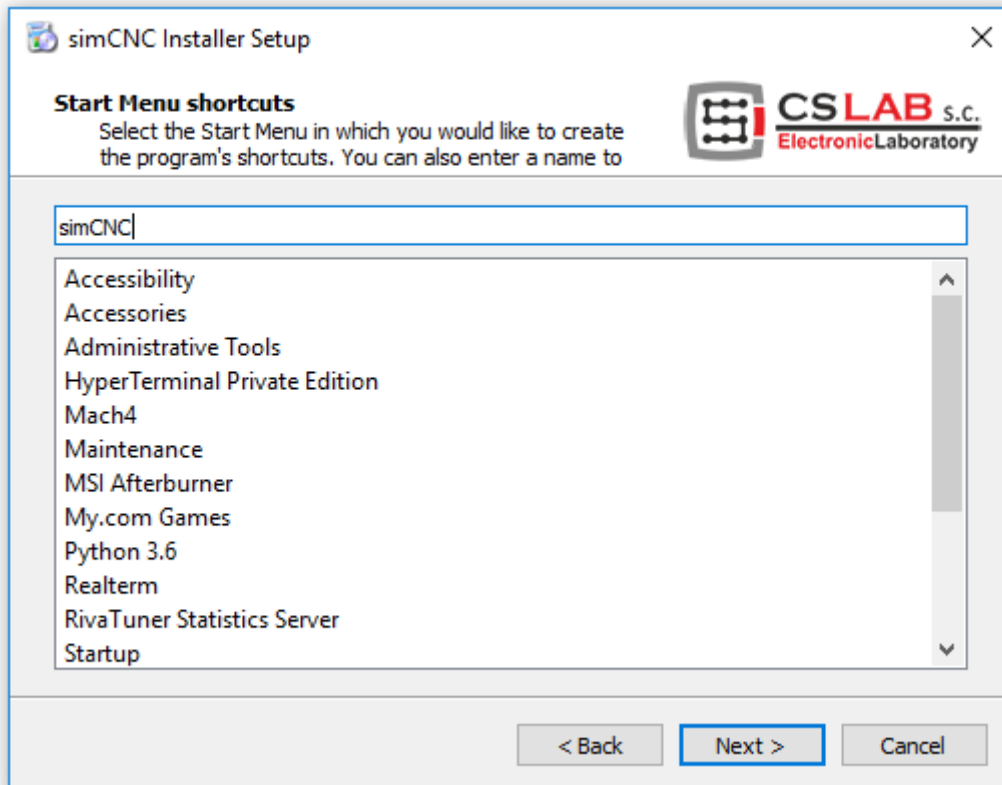 simCNC Installer Setup
Start Menu shortcuts
Select the Start Menu in which you would like to create
the program's shortcuts. You can also enter a name to
CSLAB s.c.
ElectronicLaboratory
simCNC
Accessibility
Accessories
Administrative Tools
HyperTerminal Private Edition
Mach4
Maintenance
MSI Afterburner
My.com Games
Python 3.6
Realterm
RivaTuner Statistics Server
Startup
< Back
Next >
Cancel